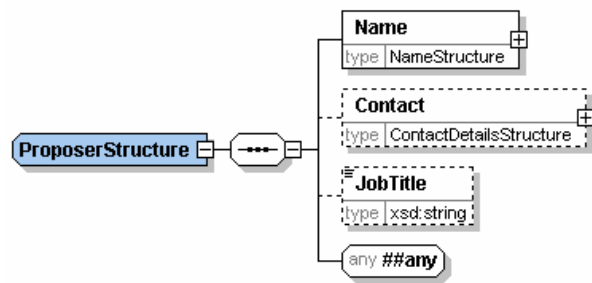 Name
type NameStructure
Contact
type ContactDetailsStructure
ProposerStructure
JobTitle
type xsd:string
any ##any